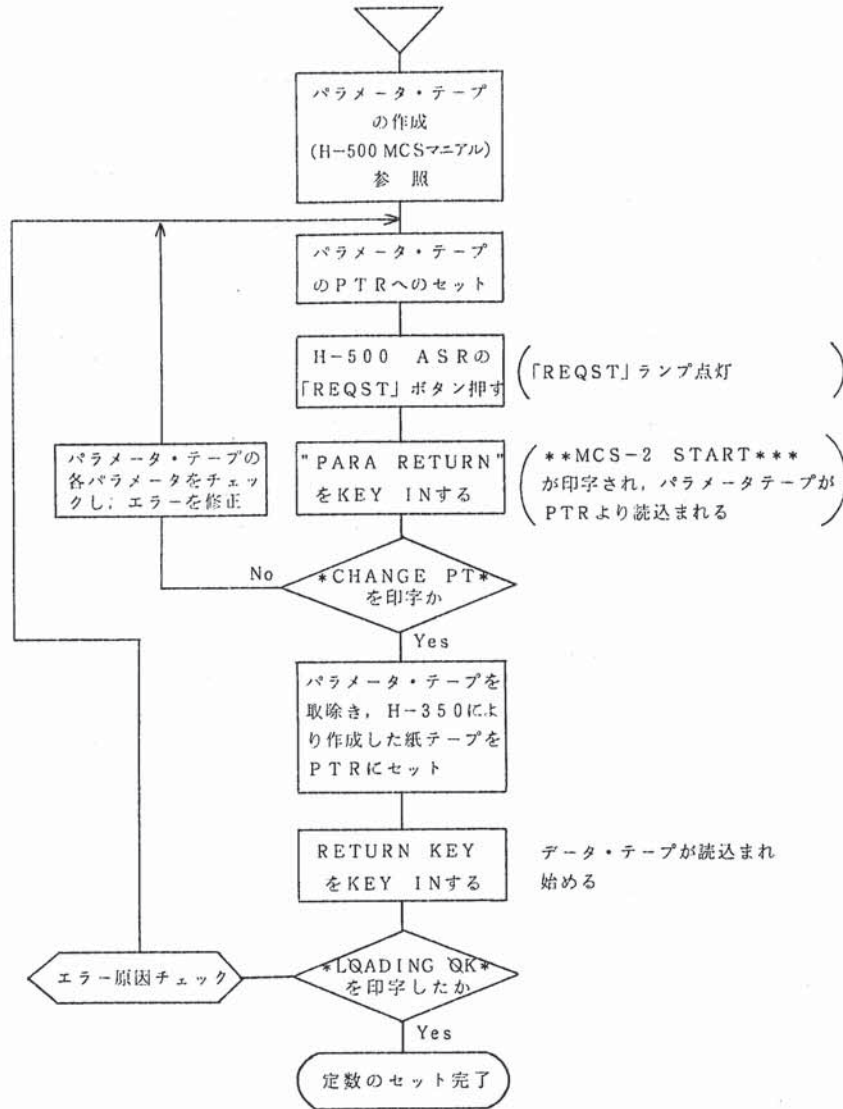 パラメータ・テープ
の作成
(H-500 MCSマニアル)
参 照
パラメータ・テープ
のPTRへのセット
H-500 ASRの
「REQST」ボタン押す
「REQST」ランプ点灯
パラメータ・テープの
各パラメータをチェッ
クし,エラーを修正
"PARA RETURN"
をKEY INする
**MCS-2 START***
が印字され,パラメータテープが
PTRより読込まれる
No
*CHANGE PT*
を印字か
Yes
パラメータ・テープを
取除き,H-350によ
り作成した紙テープを
PTRにセット
RETURN KEY
をKEY INする
データ・テープが読込まれ
始める
エラー原因チェック
*LOADING OK*
を印字したか
Yes
定数のセット完了